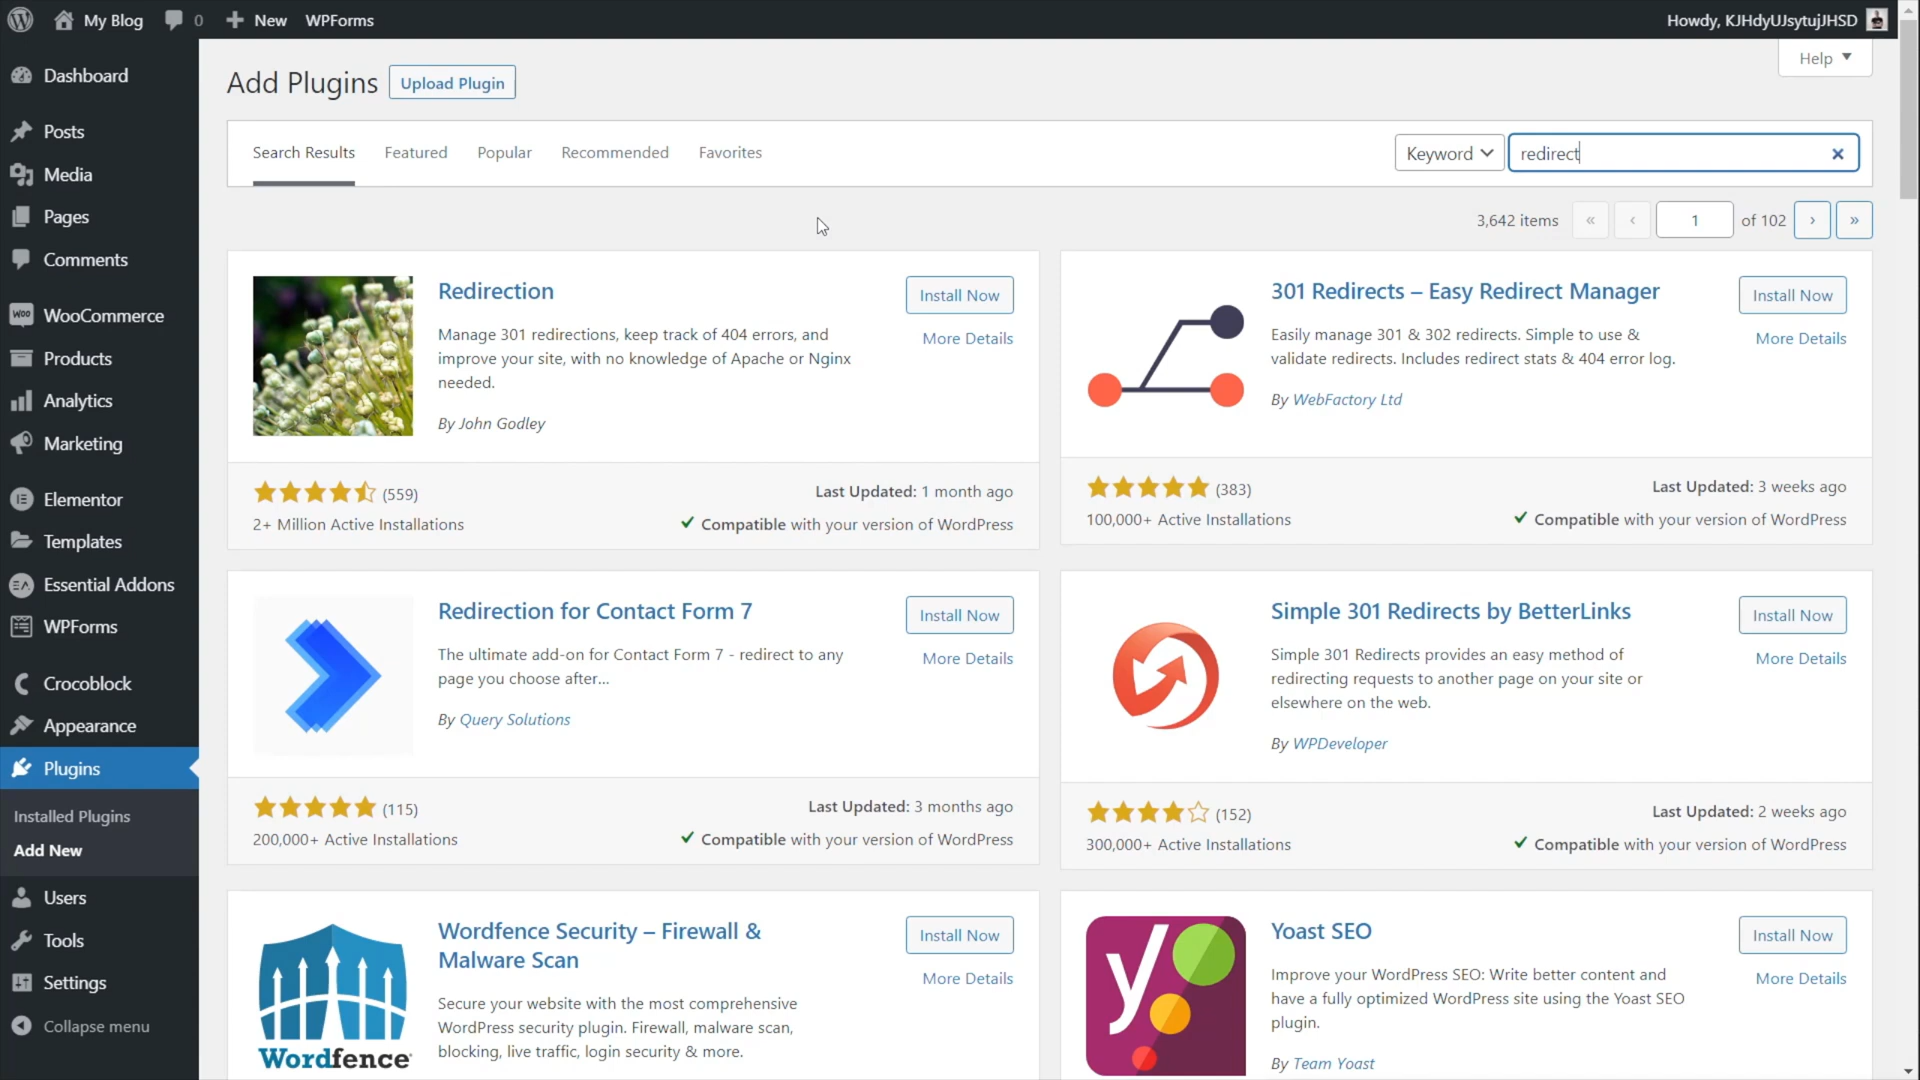 My Blog 0 New WPForms Howdy, KJHdyUJsytujJHSD
Help
Dashboard
Posts
Media
Pages
Comments
WooCommerce
Products
Analytics
Marketing
Elementor
Templates
Essential Addons
WPForms
Crocoblock
Appearance
Plugins
Installed Plugins
Add New
Users
Tools
Settings
Collapse menu
Add Plugins Upload Plugin
Search Results Featured Popular Recommended Favorites Keyword redirect
3,642 items « ‹ 1 of 102 › »
Redirection
Install Now
More Details
Manage 301 redirections, keep track of 404 errors, and
improve your site, with no knowledge of Apache or Nginx
needed.
By John Godley
(559)
Last Updated: 1 month ago
2+ Million Active Installations
Compatible with your version of WordPress
301 Redirects – Easy Redirect Manager
Install Now
More Details
Easily manage 301 & 302 redirects. Simple to use &
validate redirects. Includes redirect stats & 404 error log.
By WebFactory Ltd
(383)
Last Updated: 3 weeks ago
100,000+ Active Installations
Compatible with your version of WordPress
Redirection for Contact Form 7
Install Now
More Details
The ultimate add-on for Contact Form 7 - redirect to any
page you choose after...
By Query Solutions
(115)
Last Updated: 3 months ago
200,000+ Active Installations
Compatible with your version of WordPress
Simple 301 Redirects by BetterLinks
Install Now
More Details
Simple 301 Redirects provides an easy method of
redirecting requests to another page on your site or
elsewhere on the web.
By WPDeveloper
(152)
Last Updated: 2 weeks ago
300,000+ Active Installations
Compatible with your version of WordPress
Wordfence
Wordfence Security – Firewall &
Malware Scan
Install Now
More Details
Secure your website with the most comprehensive
WordPress security plugin. Firewall, malware scan,
blocking, live traffic, login security & more.
Yoast SEO
Install Now
More Details
Improve your WordPress SEO: Write better content and
have a fully optimized WordPress site using the Yoast SEO
plugin.
By Team Yoast